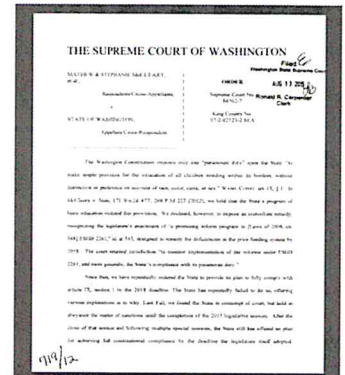 THE SUPREME COURT OF WASHINGTON
Filed
Washington State Supreme Court
MATHEW & STEPHANIE McCLEARY,
et al.,
ORDER
AUG 13 2015
Respondents/Cross-Appellants,
Supreme Court No.
84362-7
Ronald R. Carpenter
Clerk
v.
King County No.
07-2-02323-2 SEA
STATE OF WASHINGTON,
Appellant/Cross-Respondent.
The Washington Constitution imposes only one "paramount duty" upon the State: "to
make ample provision for the education of all children residing within its borders, without
distinction or preference on account of race, color, caste, or sex." WASH. CONST. art. IX, § 1. In
McCleary v. State, 173 Wn.2d 477, 269 P.3d 227 (2012), we held that the State's program of
basic education violated this provision. We declined, however, to impose an immediate remedy,
recognizing the legislature's enactment of "a promising reform program in [Laws of 2009, ch.
548] ESHB 2261," id. at 543, designed to remedy the deficiencies in the prior funding system by
2018. The court retained jurisdiction "to monitor implementation of the reforms under ESHB
2261, and more generally, the State's compliance with its paramount duty."
Since then, we have repeatedly ordered the State to provide its plan to fully comply with
article IX, section 1 by the 2018 deadline. The State has repeatedly failed to do so, offering
various explanations as to why. Last Fall, we found the State in contempt of court, but held in
abeyance the matter of sanctions until the completion of the 2015 legislative session. After the
close of that session and following multiple special sessions, the State still has offered no plan
for achieving full constitutional compliance by the deadline the legislature itself adopted.
719/12